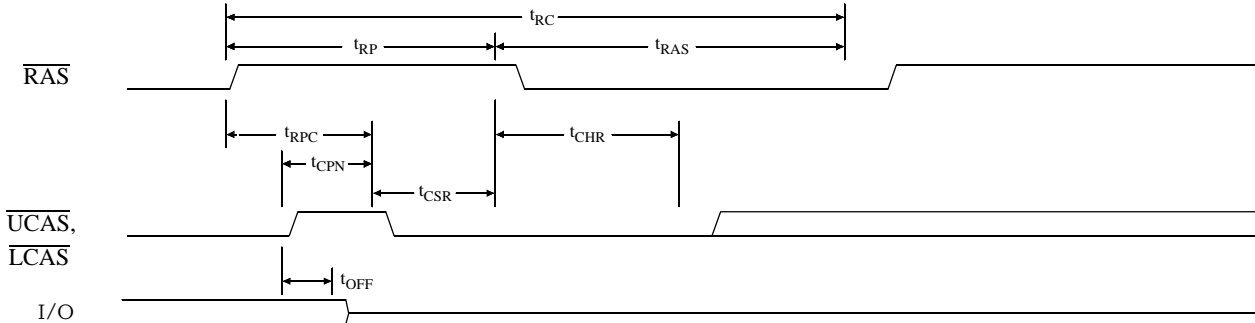 tRC
tRP tRAS
RAS
tRPC tCHR
tCPN
tCSR
UCAS,
LCAS
tOFF
I/O